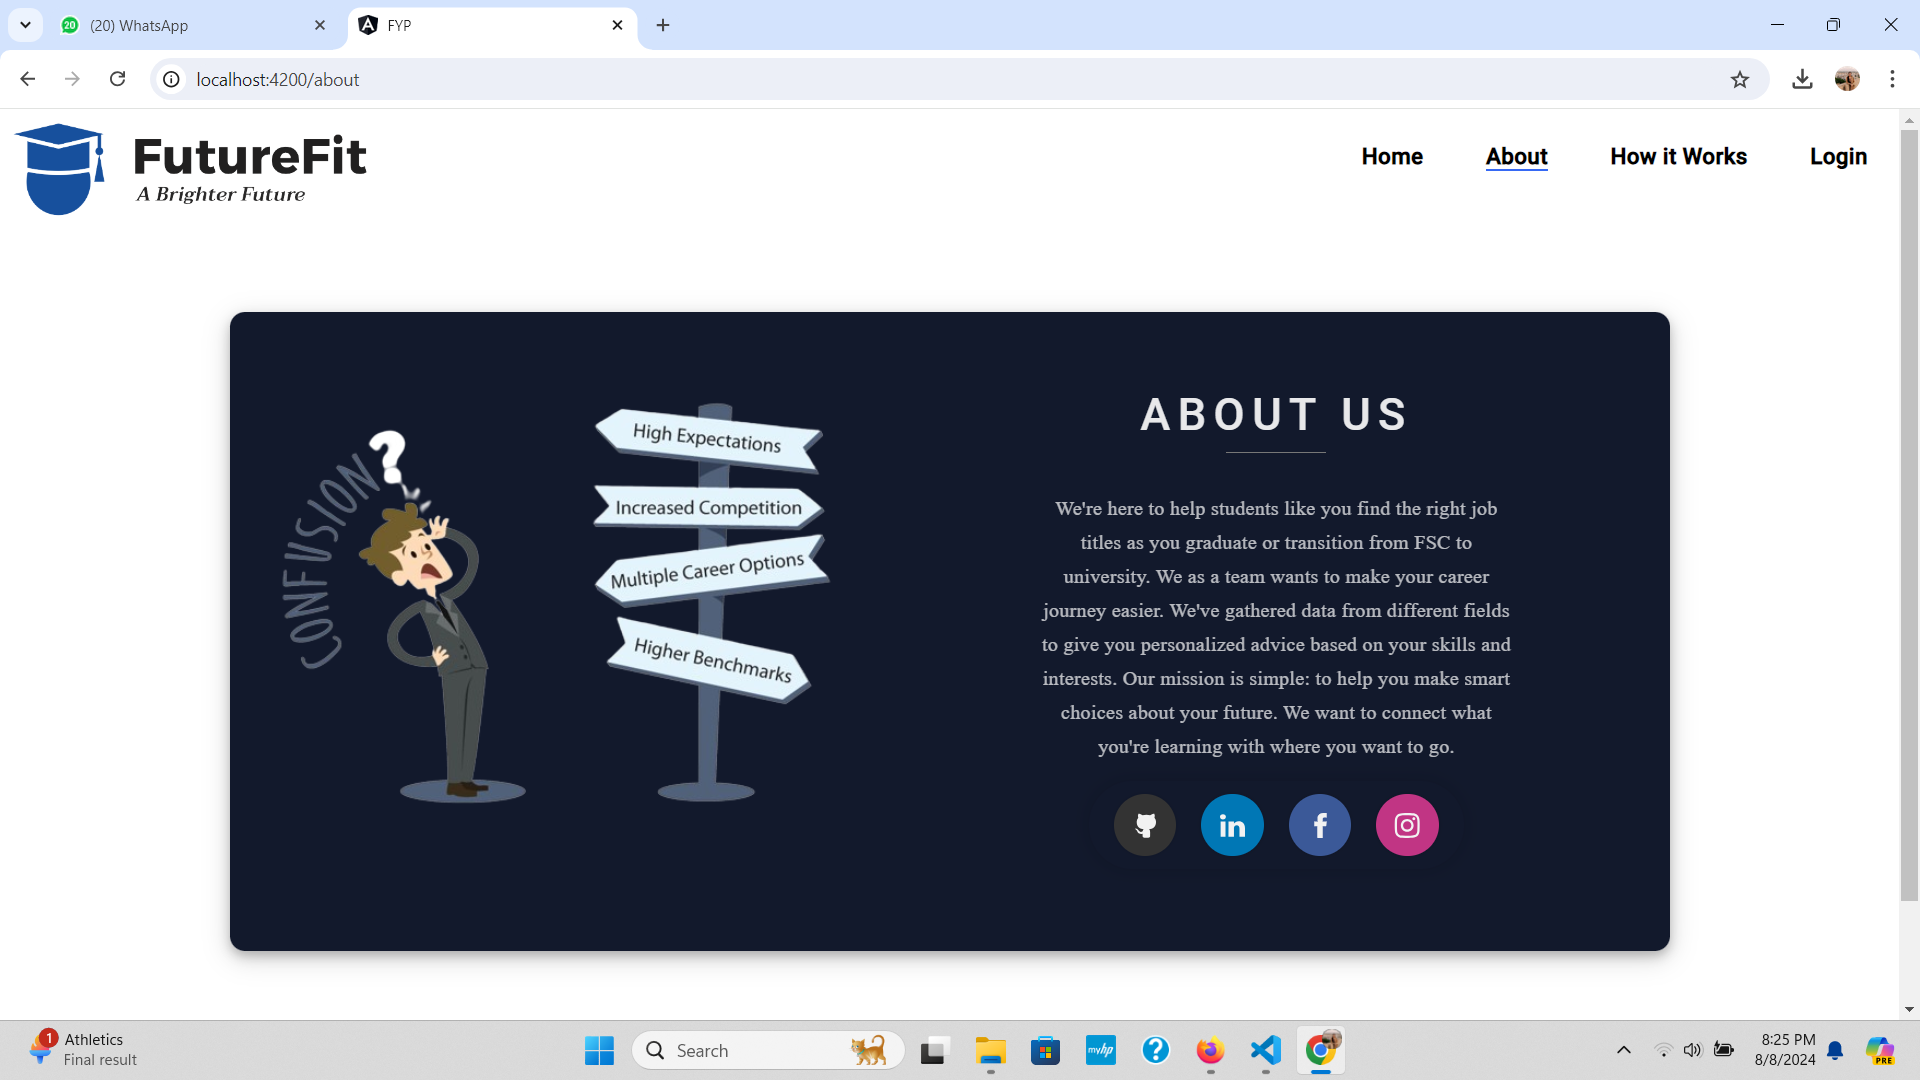 20
(20) WhatsApp
FYP
localhost:4200/about
FutureFit
A Brighter Future
Home
About
How it Works
Login
CONFUSION
?
High Expectations
Increased Competition
Multiple Career Options
Higher Benchmarks
ABOUT US
We're here to help students like you find the right job
titles as you graduate or transition from FSC to
university. We as a team wants to make your career
journey easier. We've gathered data from different fields
to give you personalized advice based on your skills and
interests. Our mission is simple: to help you make smart
choices about your future. We want to connect what
you're learning with where you want to go.
in
f
1
Athletics
Final result
Search
myhp
?
8:25 PM
8/8/2024
PRE